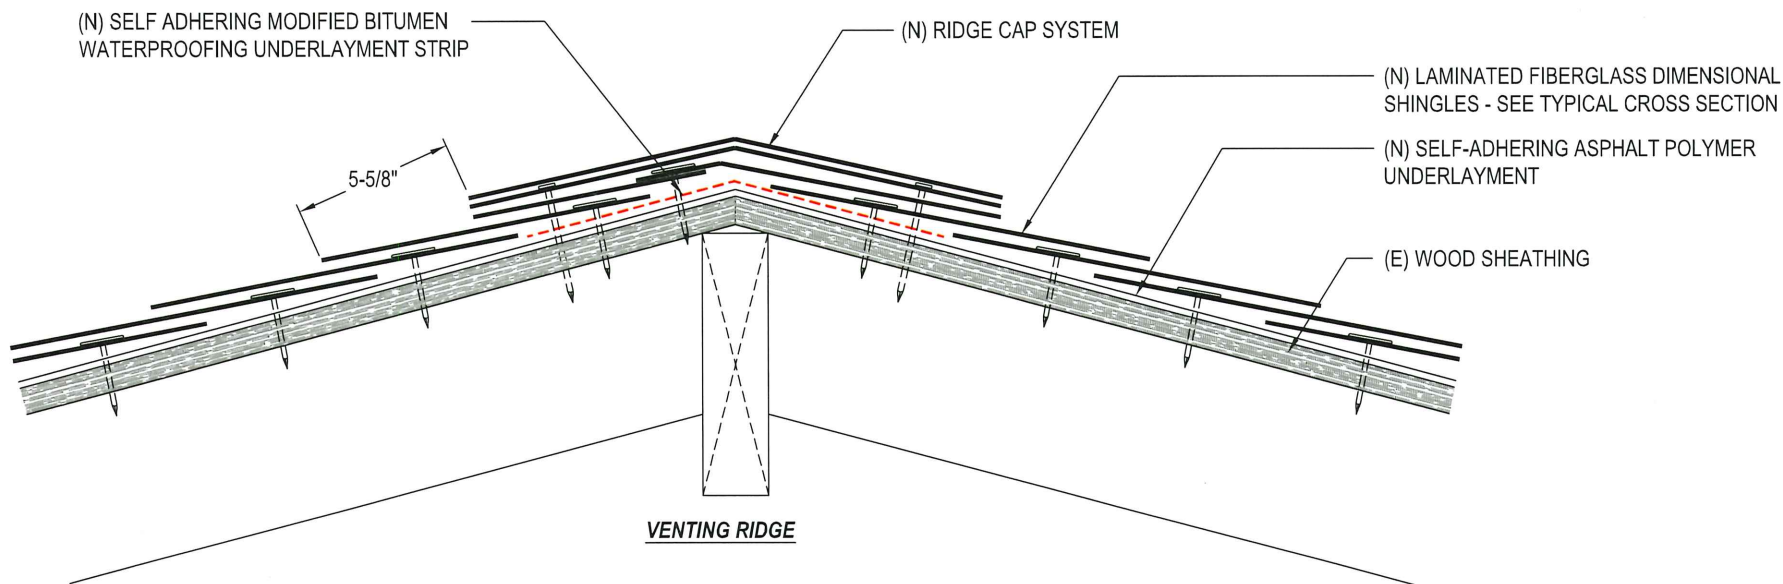 (N) SELF ADHERING MODIFIED BITUMEN
WATERPROOFING UNDERLAYMENT STRIP
(N) RIDGE CAP SYSTEM
(N) LAMINATED FIBERGLASS DIMENSIONAL
SHINGLES - SEE TYPICAL CROSS SECTION
(N) SELF-ADHERING ASPHALT POLYMER
UNDERLAYMENT
5-5/8"
(E) WOOD SHEATHING
VENTING RIDGE